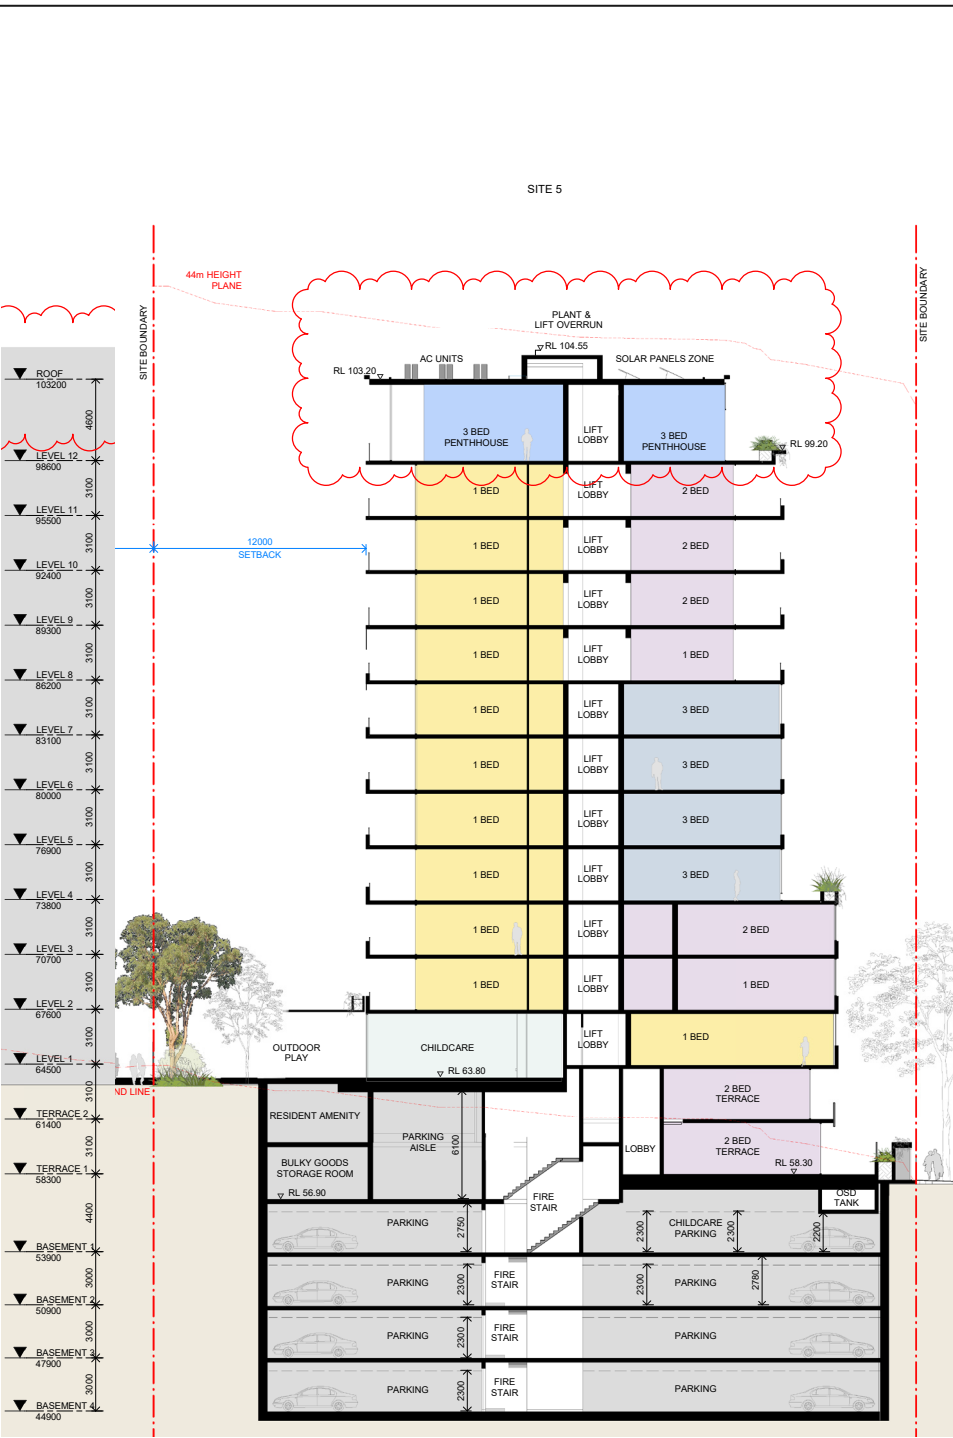 SITE 5
44m HEIGHT
PLANE
SITE BOUNDARY
SITE BOUNDARY
PLANT &
LIFT OVERRUN
RL 104.55
AC UNITS
SOLAR PANELS ZONE
RL 103.20
ROOF
103200
4600
3 BED
PENTHHOUSE
LIFT
LOBBY
3 BED
PENTHHOUSE
RL 99.20
LEVEL 12
98600
3100
1 BED
LIFT
LOBBY
2 BED
LEVEL 11
95500
3100
12000
SETBACK
1 BED
LIFT
LOBBY
2 BED
LEVEL 10
92400
3100
1 BED
LIFT
LOBBY
2 BED
LEVEL 9
89300
3100
1 BED
LIFT
LOBBY
1 BED
LEVEL 8
86200
3100
1 BED
LIFT
LOBBY
3 BED
LEVEL 7
83100
3100
1 BED
LIFT
LOBBY
3 BED
LEVEL 6
80000
3100
1 BED
LIFT
LOBBY
3 BED
LEVEL 5
76900
3100
1 BED
LIFT
LOBBY
3 BED
LEVEL 4
73800
3100
1 BED
LIFT
LOBBY
2 BED
LEVEL 3
70700
3100
1 BED
LIFT
LOBBY
1 BED
LEVEL 2
67600
3100
OUTDOOR
PLAY
CHILDCARE
LIFT
LOBBY
1 BED
RL 63.80
LEVEL 1
64500
3100
ND LINE
RESIDENT AMENITY
2 BED
TERRACE
TERRACE 2
61400
3100
PARKING
AISLE
6100
LOBBY
2 BED
TERRACE
RL 58.30
BULKY GOODS
STORAGE ROOM
RL 56.90
TERRACE 1
58300
4400
FIRE
STAIR
OSD
TANK
PARKING
2750
CHILDCARE
PARKING
2300
2300
2200
BASEMENT 1
53900
3000
PARKING
2300
FIRE
STAIR
2300
PARKING
2780
BASEMENT 2
50900
3000
PARKING
2300
FIRE
STAIR
PARKING
BASEMENT 3
47900
3000
PARKING
2300
FIRE
STAIR
PARKING
BASEMENT 4
44900